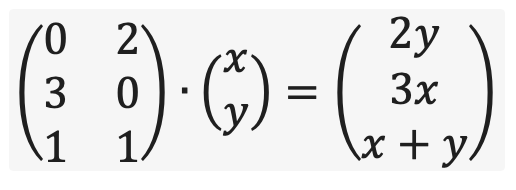 (0 2
3 0
1 1) · (x
y) = (2y
3x
x + y)